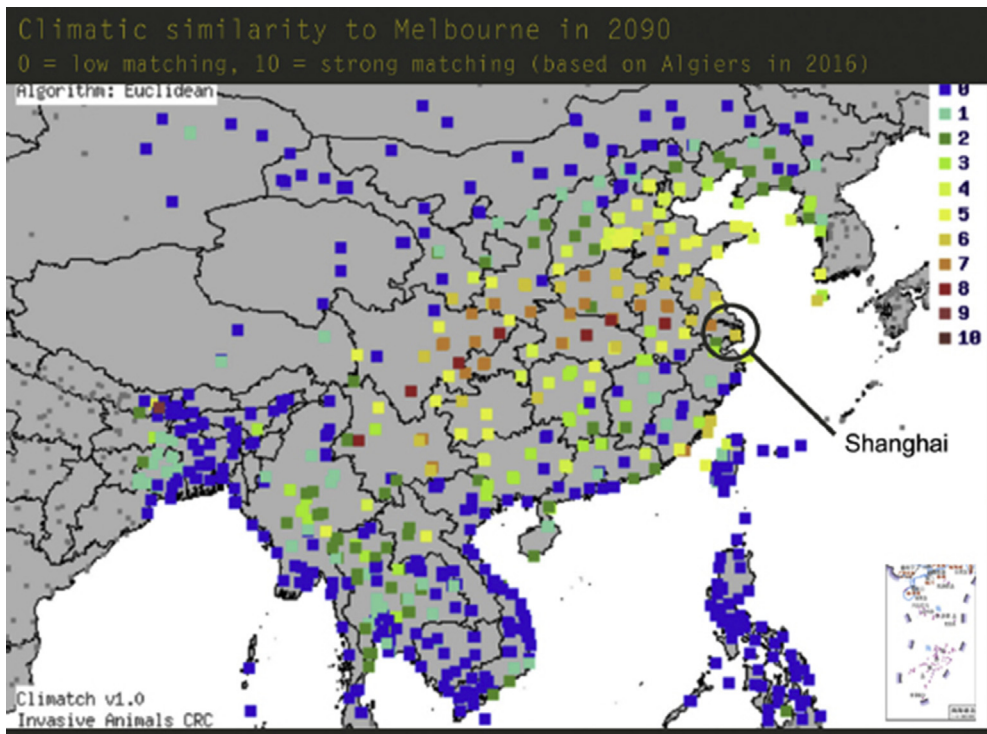 Climatic similarity to Melbourne in 2090
0 = low matching, 10 = strong matching (based on Algiers in 2016)
Algorithm: Euclidean
0
1
2
3
4
5
6
7
8
9
10
Shanghai
Climatch v1.0
Invasive Animals CRC